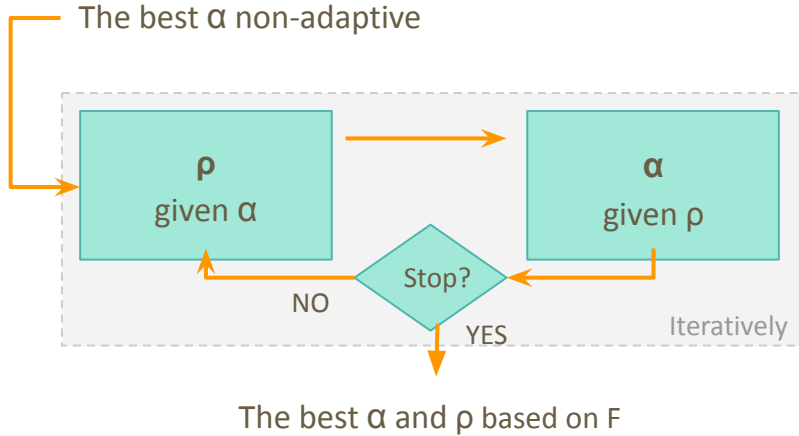 The best α non-adaptive
ρ
given α
α
given ρ
Stop?
NO
YES
Iteratively
The best α and ρ based on F